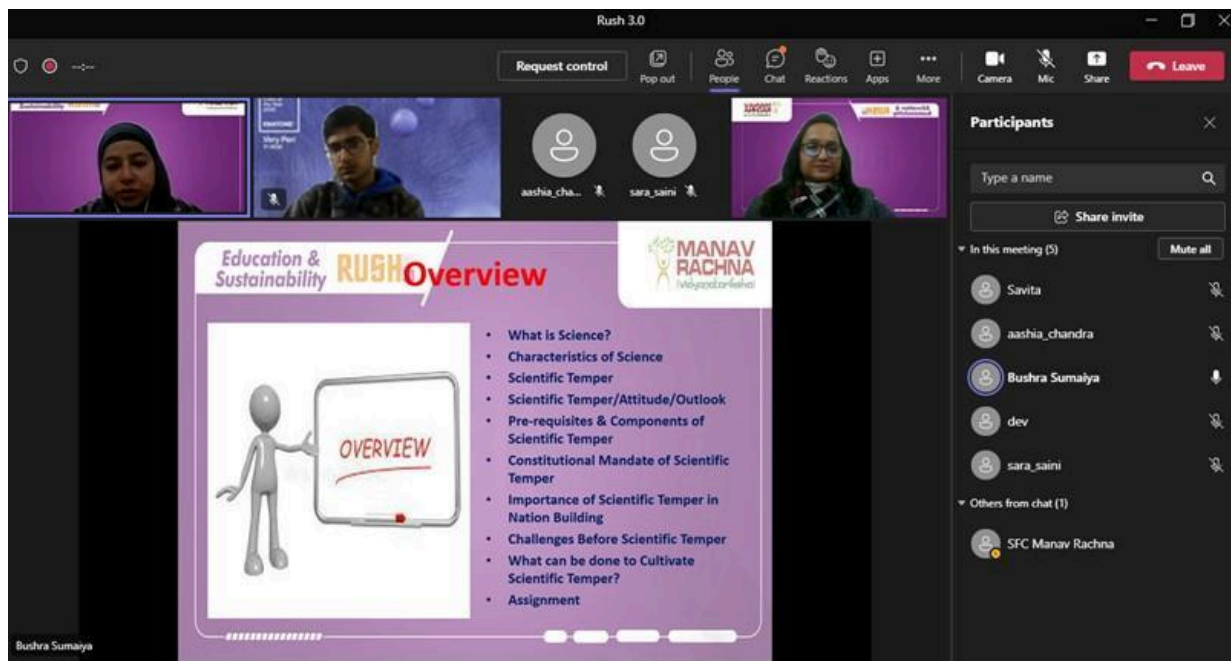 Rush 3.0
--:--
Request control
Pop out
People
Chat
Reactions
Apps
More
Camera
Mic
Share
Leave
Very Peri
aashia_cha...
sara_saini
Participants
Type a name
Share invite
In this meeting (5)
Mute all
Savita
aashia_chandra
Bushra Sumaiya
dev
sara_saini
Others from chat (1)
SFC Manav Rachna
Education &
Sustainability
RUSH
Overview
MANAV
RACHNA
OVERVIEW
• What is Science?
• Characteristics of Science
• Scientific Temper
• Scientific Temper/Attitude/Outlook
• Pre-requisites & Components of
Scientific Temper
• Constitutional Mandate of Scientific
Temper
• Importance of Scientific Temper in
Nation Building
• Challenges Before Scientific Temper
• What can be done to Cultivate
Scientific Temper?
• Assignment
Bushra Sumaiya